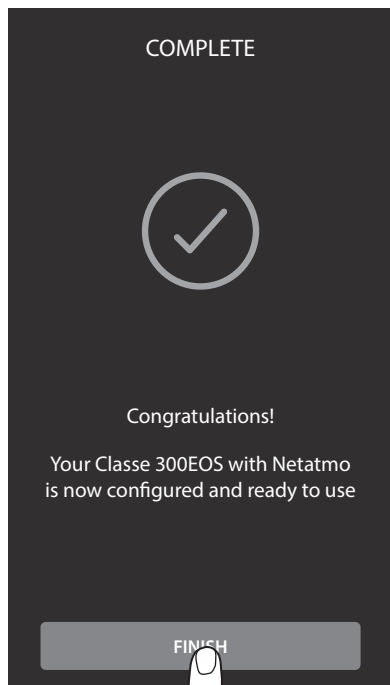 COMPLETE
Congratulations!
Your Classe 300EOS with Netatmo
is now configured and ready to use
FINISH